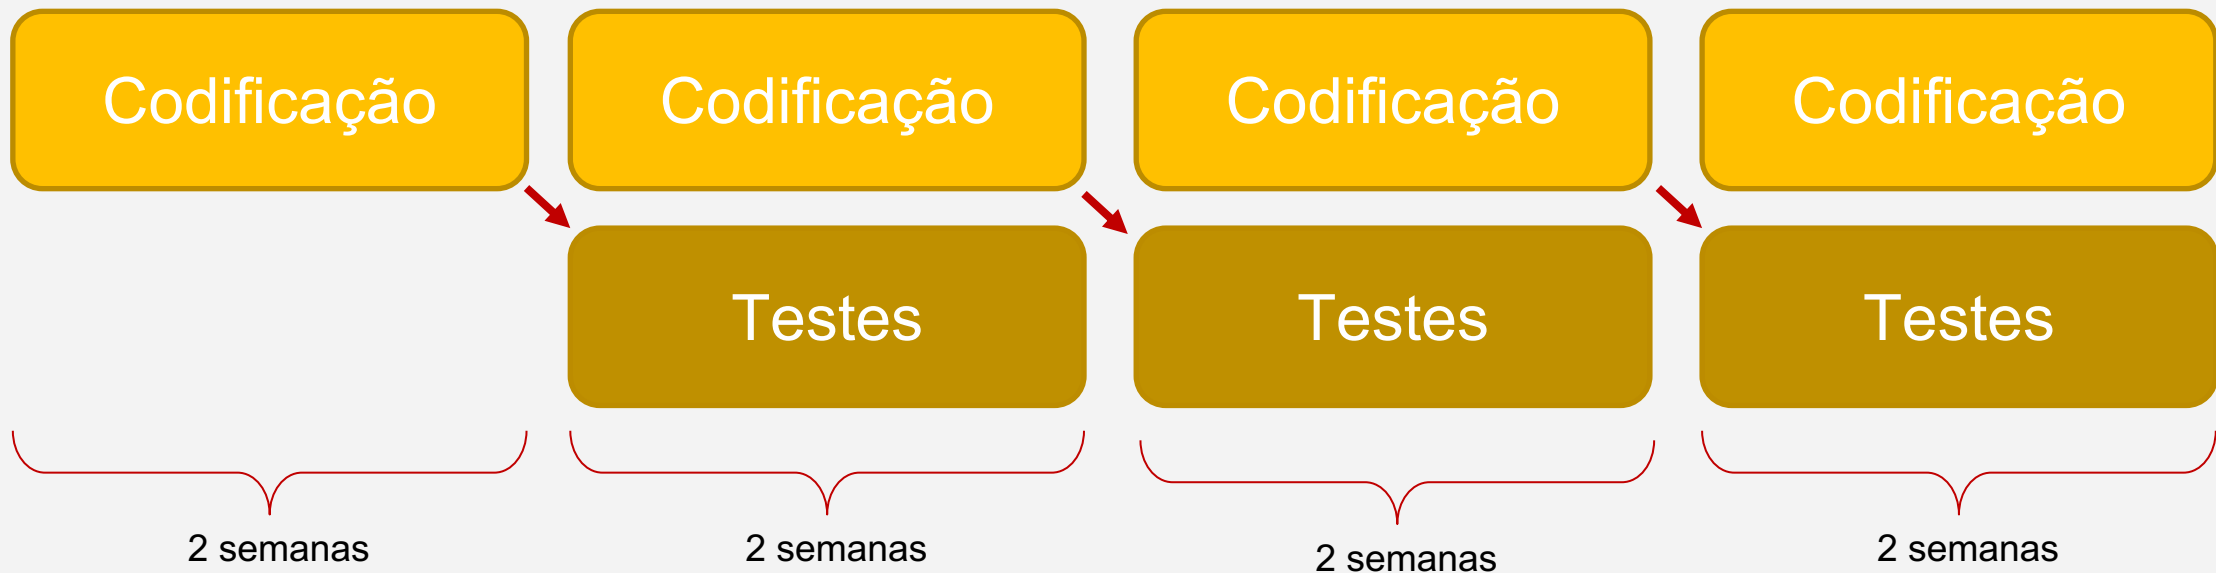 Codificação
Codificação
Codificação
Codificação
Testes
Testes
Testes
2 semanas
2 semanas
2 semanas
2 semanas